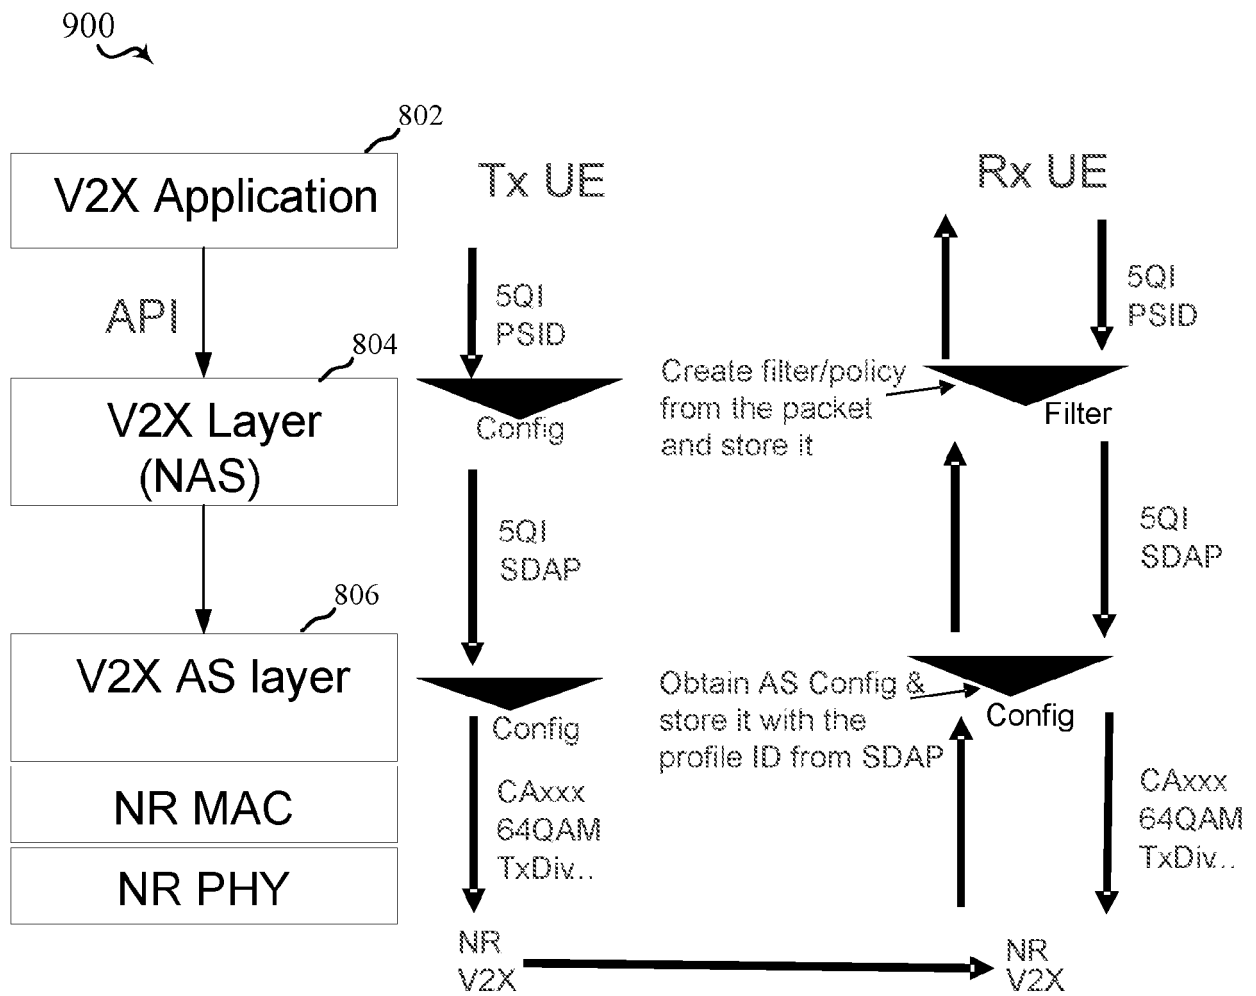 900
802
V2X Application
Tx UE
Rx UE
API
5QI
PSID
5QI
PSID
804
V2X Layer
(NAS)
Config
Create filter/policy
from the packet
and store it
Filter
5QI
SDAP
5QI
SDAP
806
V2X AS layer
Config
Obtain AS Config &
store it with the
profile ID from SDAP
Config
NR MAC
NR PHY
CAxxx
64QAM
TxDiv...
CAxxx
64QAM
TxDiv...
NR
V2X
NR
V2X